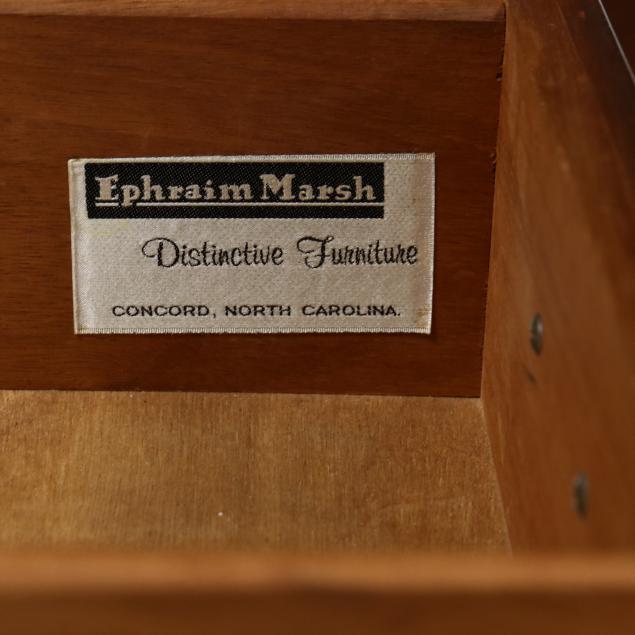 Ephraim Marsh
Distinctive Furniture
CONCORD, NORTH CAROLINA.